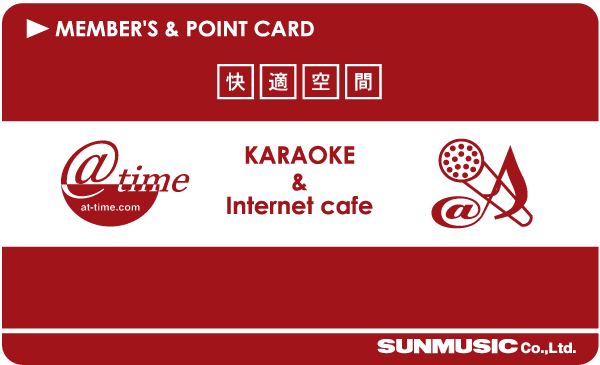 MEMBER'S & POINT CARD
快適空間
@time
at-time.com
KARAOKE
&
Internet cafe
@A
SUNMUSIC Co.,Ltd.